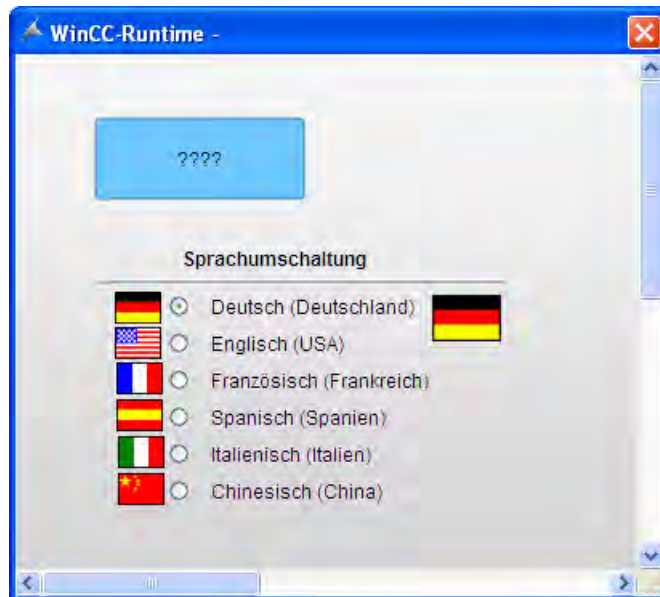 WinCC-Runtime -
????
Sprachumschaltung
Deutsch (Deutschland)
Englisch (USA)
Französisch (Frankreich)
Spanisch (Spanien)
Italienisch (Italien)
Chinesisch (China)